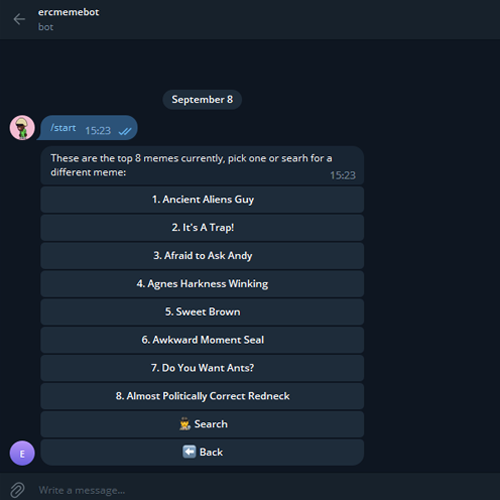 ercmemebot
bot
September 8
/start 15:23
These are the top 8 memes currently, pick one or searh for a
different meme:
15:23
1. Ancient Aliens Guy
2. It's A Trap!
3. Afraid to Ask Andy
4. Agnes Harkness Winking
5. Sweet Brown
6. Awkward Moment Seal
7. Do You Want Ants?
8. Almost Politically Correct Redneck
Search
Back
E
Write a message...